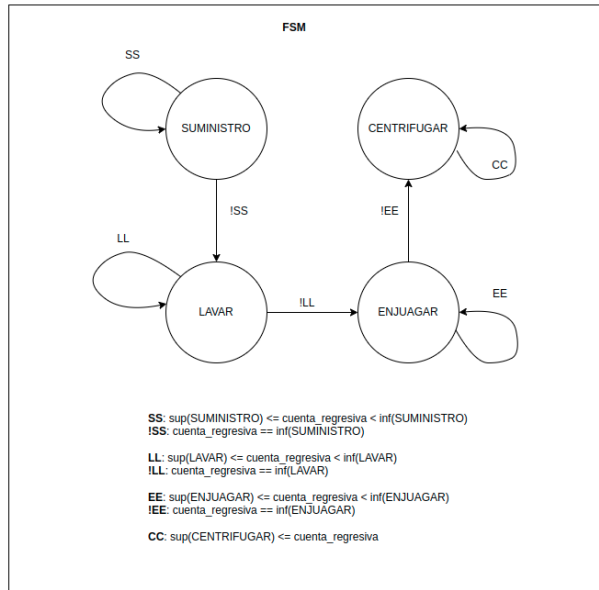 FSM
SS
SUMINISTRO
CENTRIFUGAR
CC
!SS
!EE
LL
LAVAR
!LL
ENJUAGAR
EE
SS: sup(SUMINISTRO) <= cuenta_regresiva < inf(SUMINISTRO)
!SS: cuenta_regresiva == inf(SUMINISTRO)
LL: sup(LAVAR) <= cuenta_regresiva < inf(LAVAR)
!LL: cuenta_regresiva == inf(LAVAR)
EE: sup(ENJUAGAR) <= cuenta_regresiva < inf(ENJUAGAR)
!EE: cuenta_regresiva == inf(ENJUAGAR)
CC: sup(CENTRIFUGAR) <= cuenta_regresiva